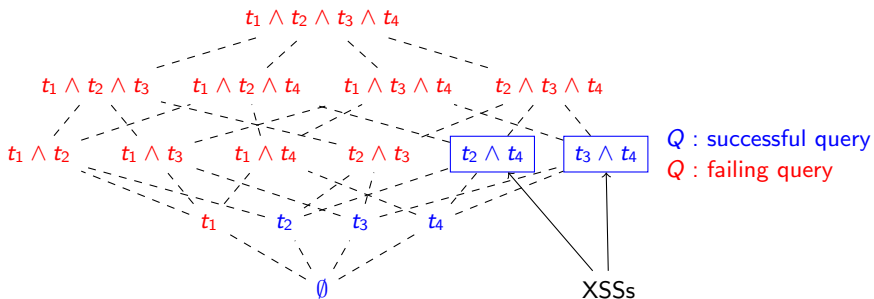 t₁ ∧ t₂ ∧ t₃ ∧ t₄
t₁ ∧ t₂ ∧ t₃ t₁ ∧ t₂ ∧ t₄ t₁ ∧ t₃ ∧ t₄ t₂ ∧ t₃ ∧ t₄
t₁ ∧ t₂ t₁ ∧ t₃ t₁ ∧ t₄ t₂ ∧ t₃ t₂ ∧ t₄ t₃ ∧ t₄
Q : successful query
Q : failing query
t₁ t₂ t₃ t₄
∅ XSSs